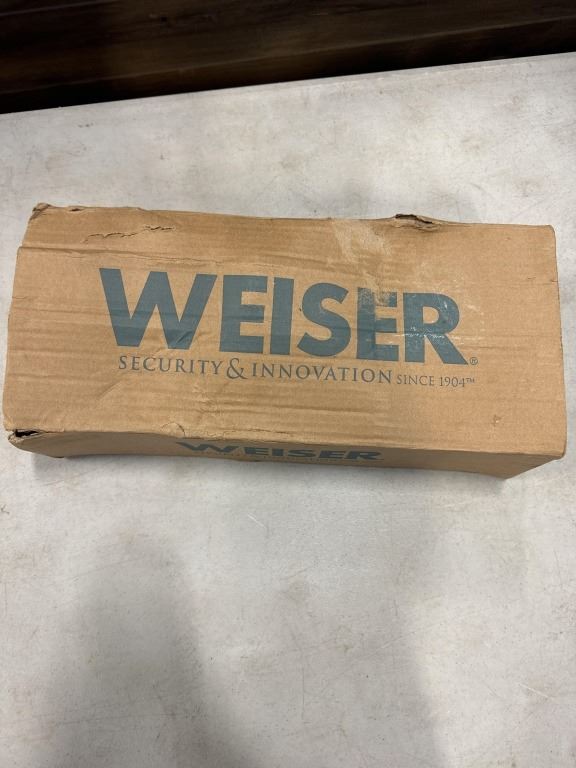 WEISER®
SECURITY & INNOVATION SINCE 1904™
WEISER